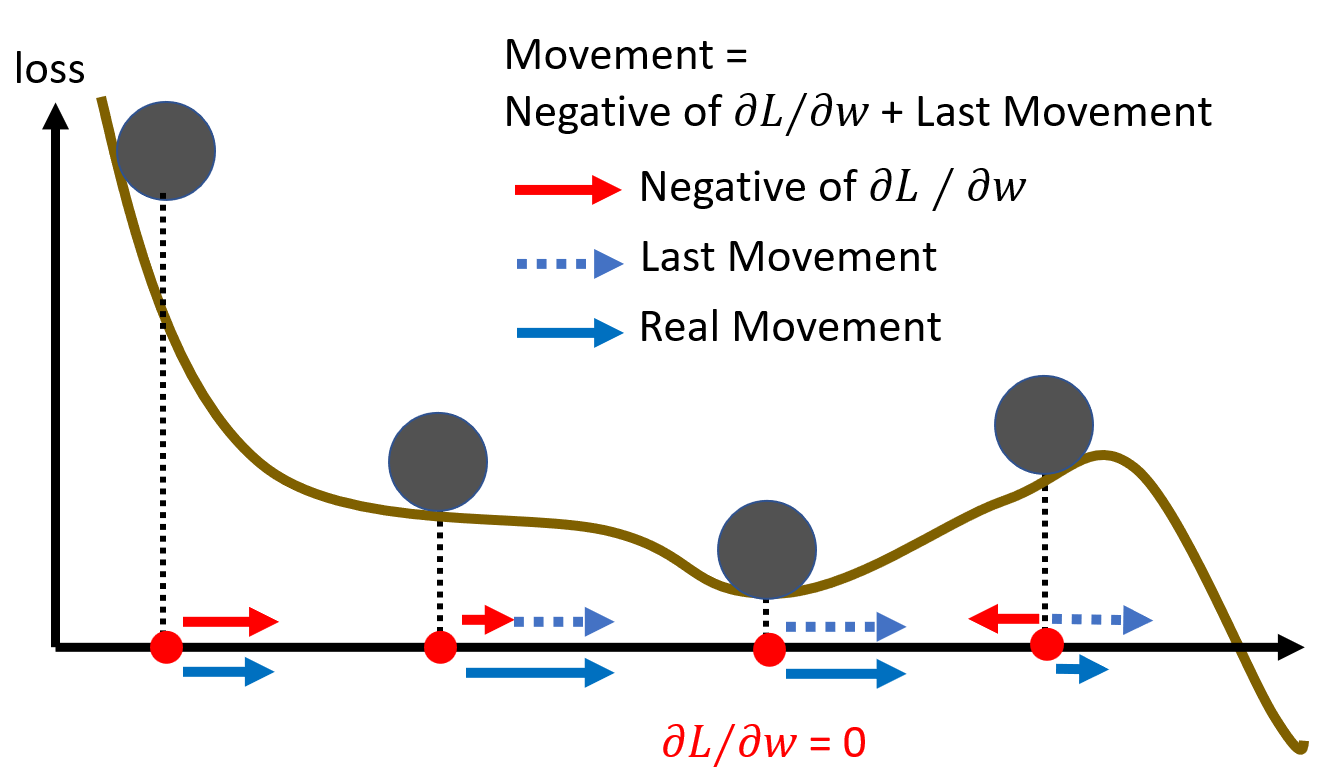 loss
Movement =
Negative of 𝜕𝐿/𝜕𝑤 + Last Movement
Negative of 𝜕𝐿 / 𝜕𝑤
Last Movement
Real Movement
𝜕𝐿/𝜕𝑤 = 0